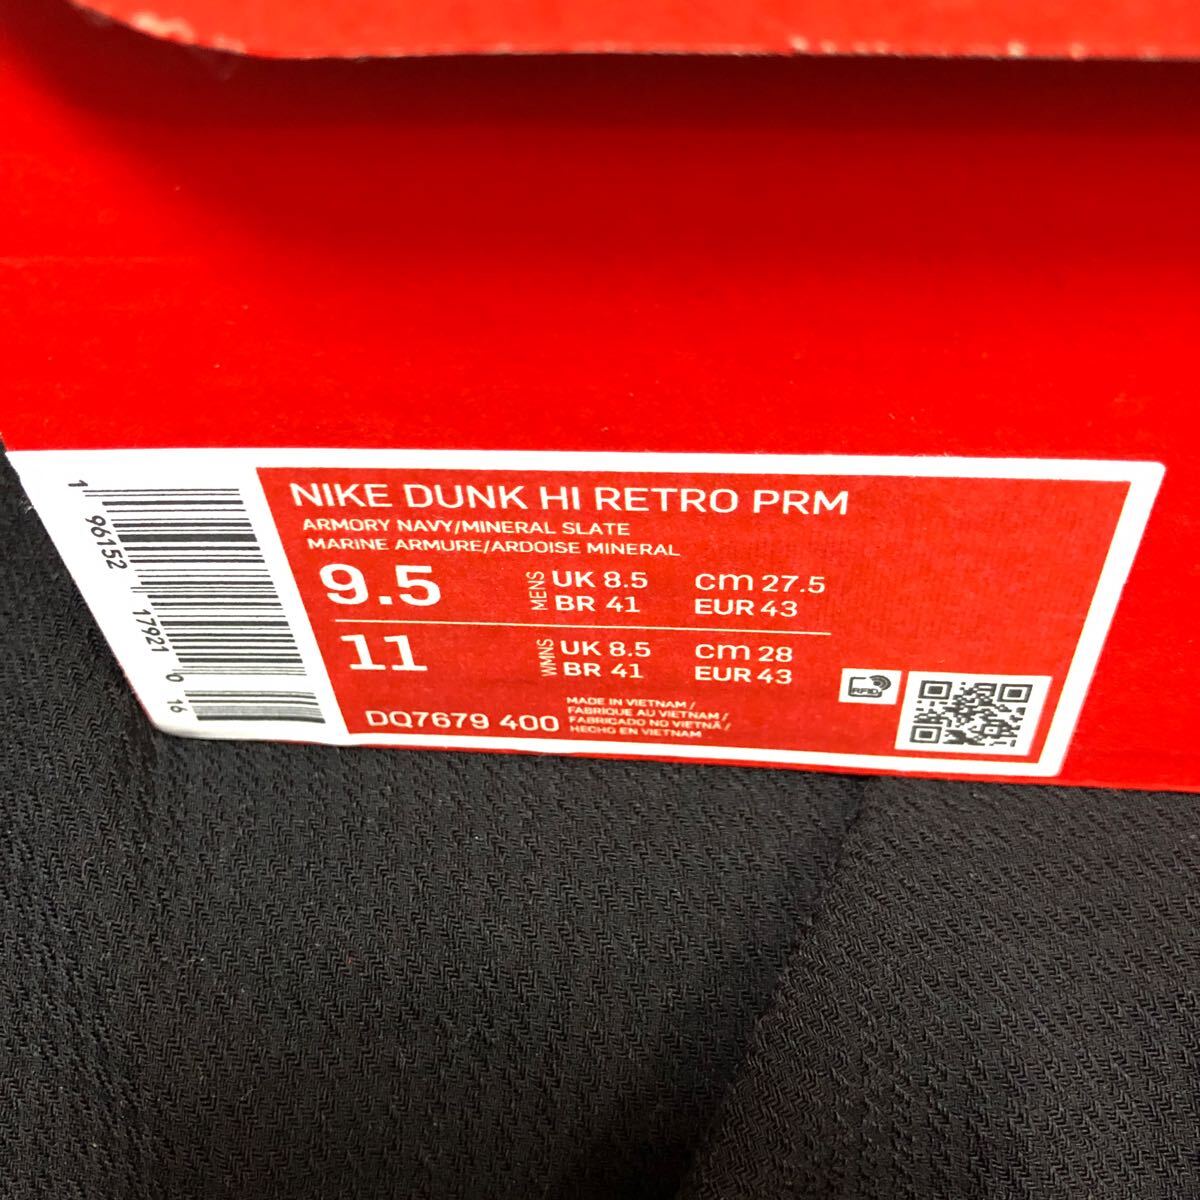 NIKE DUNK HI RETRO PRM
ARMORY NAVY/MINERAL SLATE
MARINE ARMURE/ARDOISE MINERAL
9.5 MENS UK 8.5 cm 27.5
BR 41 EUR 43
11 WMNS UK 8.5 cm 28
BR 41 EUR 43
DQ7679 400
MADE IN VIETNAM /
FABRIQUE AU VIETNAM /
FABRICADO NO VIETNÃ /
HECHO EN VIETNAM
RFID
1 96152 17921 0 16